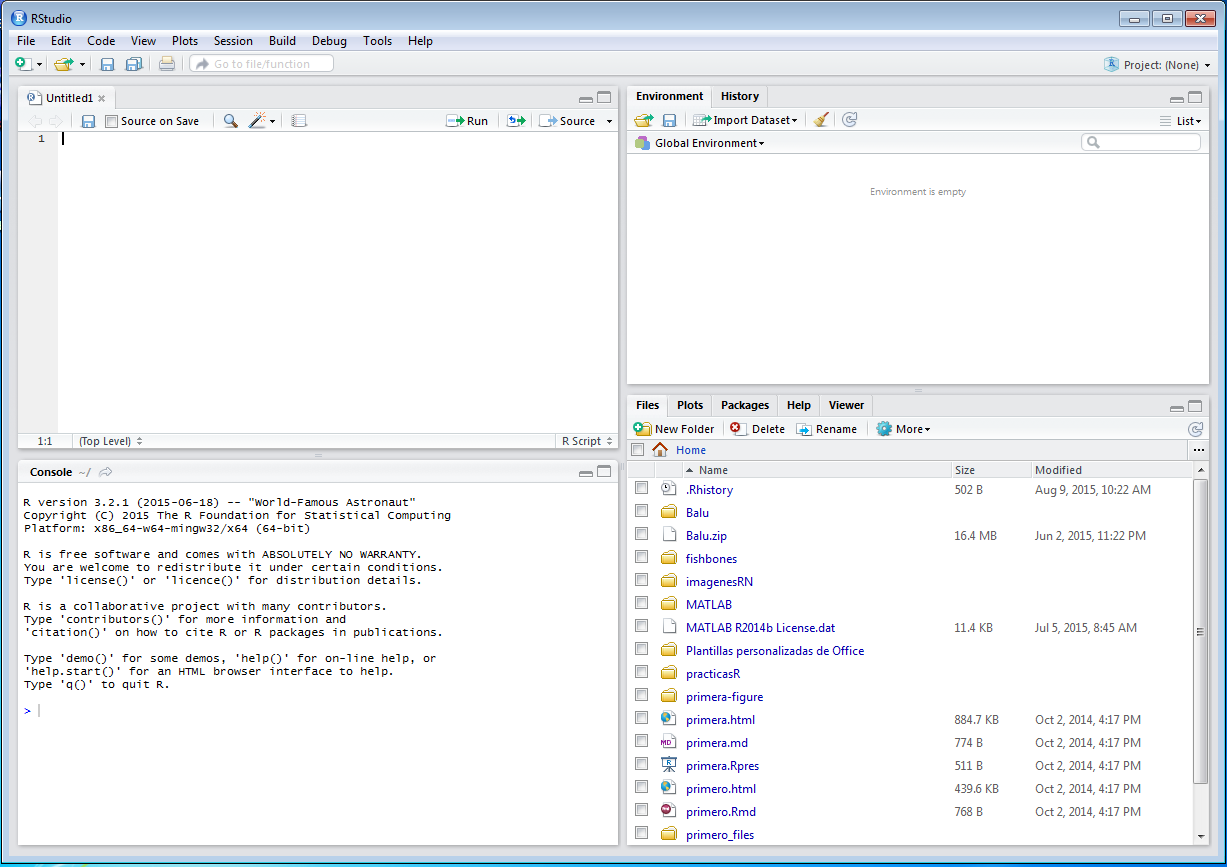 RStudio
File Edit Code View Plots Session Build Debug Tools Help
Go to file/function
Project: (None)
Untitled1
Source on Save
Run
Source
1
1:1
(Top Level)
R Script
Console ~/
R version 3.2.1 (2015-06-18) -- "World-Famous Astronaut"
Copyright (C) 2015 The R Foundation for Statistical Computing
Platform: x86_64-w64-mingw32/x64 (64-bit)
R is free software and comes with ABSOLUTELY NO WARRANTY.
You are welcome to redistribute it under certain conditions.
Type 'license()' or 'licence()' for distribution details.
R is a collaborative project with many contributors.
Type 'contributors()' for more information and
'citation()' on how to cite R or R packages in publications.
Type 'demo()' for some demos, 'help()' for on-line help, or
'help.start()' for an HTML browser interface to help.
Type 'q()' to quit R.
>
Environment History
Import Dataset
List
Global Environment
Environment is empty
Files Plots Packages Help Viewer
New Folder Delete Rename More
Home
...
Name Size Modified
.Rhistory 502 B Aug 9, 2015, 10:22 AM
Balu
Balu.zip 16.4 MB Jun 2, 2015, 11:22 PM
fishbones
imagenesRN
MATLAB
MATLAB R2014b License.dat 11.4 KB Jul 5, 2015, 8:45 AM
Plantillas personalizadas de Office
practicasR
primera-figure
primera.html 884.7 KB Oct 2, 2014, 4:17 PM
primera.md 774 B Oct 2, 2014, 4:17 PM
primera.Rpres 511 B Oct 2, 2014, 4:17 PM
primero.html 439.6 KB Oct 2, 2014, 4:17 PM
primero.Rmd 768 B Oct 2, 2014, 4:17 PM
primero_files